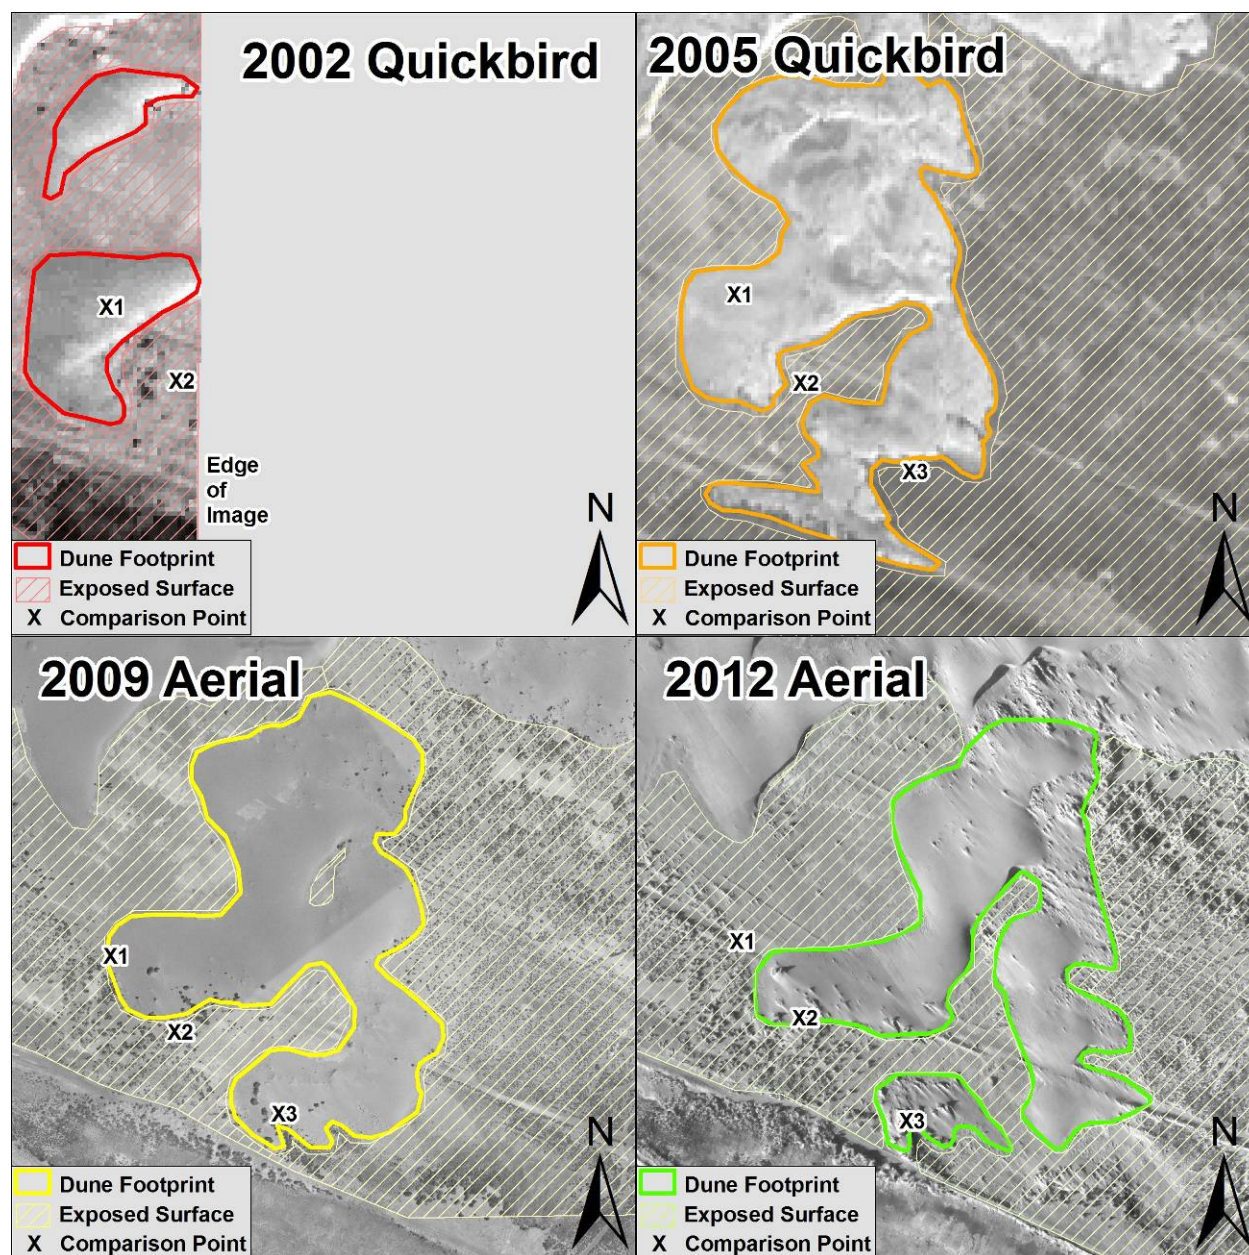 2002 Quickbird
X1
X2
Edge
of
Image
N
Dune Footprint
Exposed Surface
X Comparison Point
2005 Quickbird
X1
X2
X3
N
Dune Footprint
Exposed Surface
X Comparison Point
2009 Aerial
X1
X2
X3
N
Dune Footprint
Exposed Surface
X Comparison Point
2012 Aerial
X1
X2
X3
N
Dune Footprint
Exposed Surface
X Comparison Point